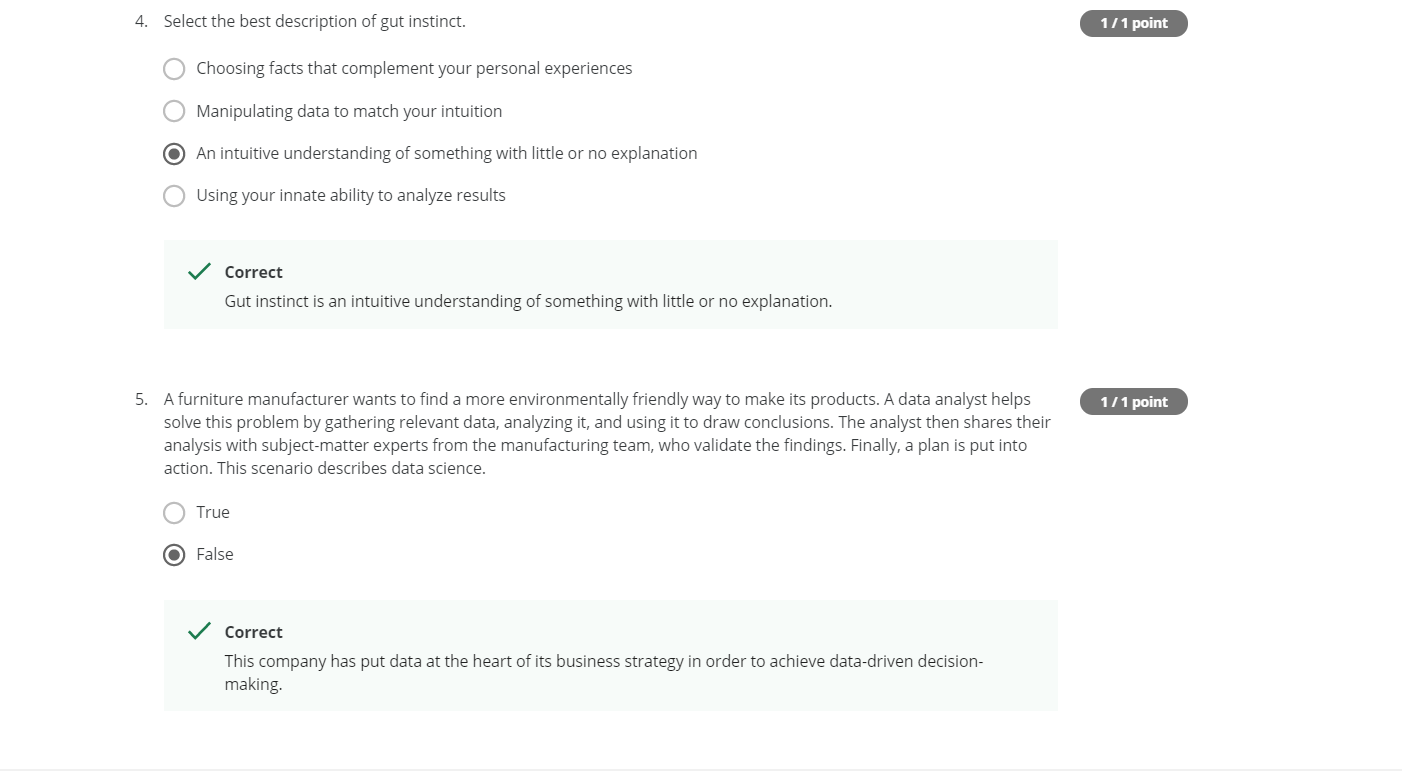 4. Select the best description of gut instinct.
1 / 1 point
Choosing facts that complement your personal experiences
Manipulating data to match your intuition
An intuitive understanding of something with little or no explanation
Using your innate ability to analyze results
Correct
Gut instinct is an intuitive understanding of something with little or no explanation.
5. A furniture manufacturer wants to find a more environmentally friendly way to make its products. A data analyst helps
1 / 1 point
solve this problem by gathering relevant data, analyzing it, and using it to draw conclusions. The analyst then shares their
analysis with subject-matter experts from the manufacturing team, who validate the findings. Finally, a plan is put into
action. This scenario describes data science.
True
False
Correct
This company has put data at the heart of its business strategy in order to achieve data-driven decision-
making.